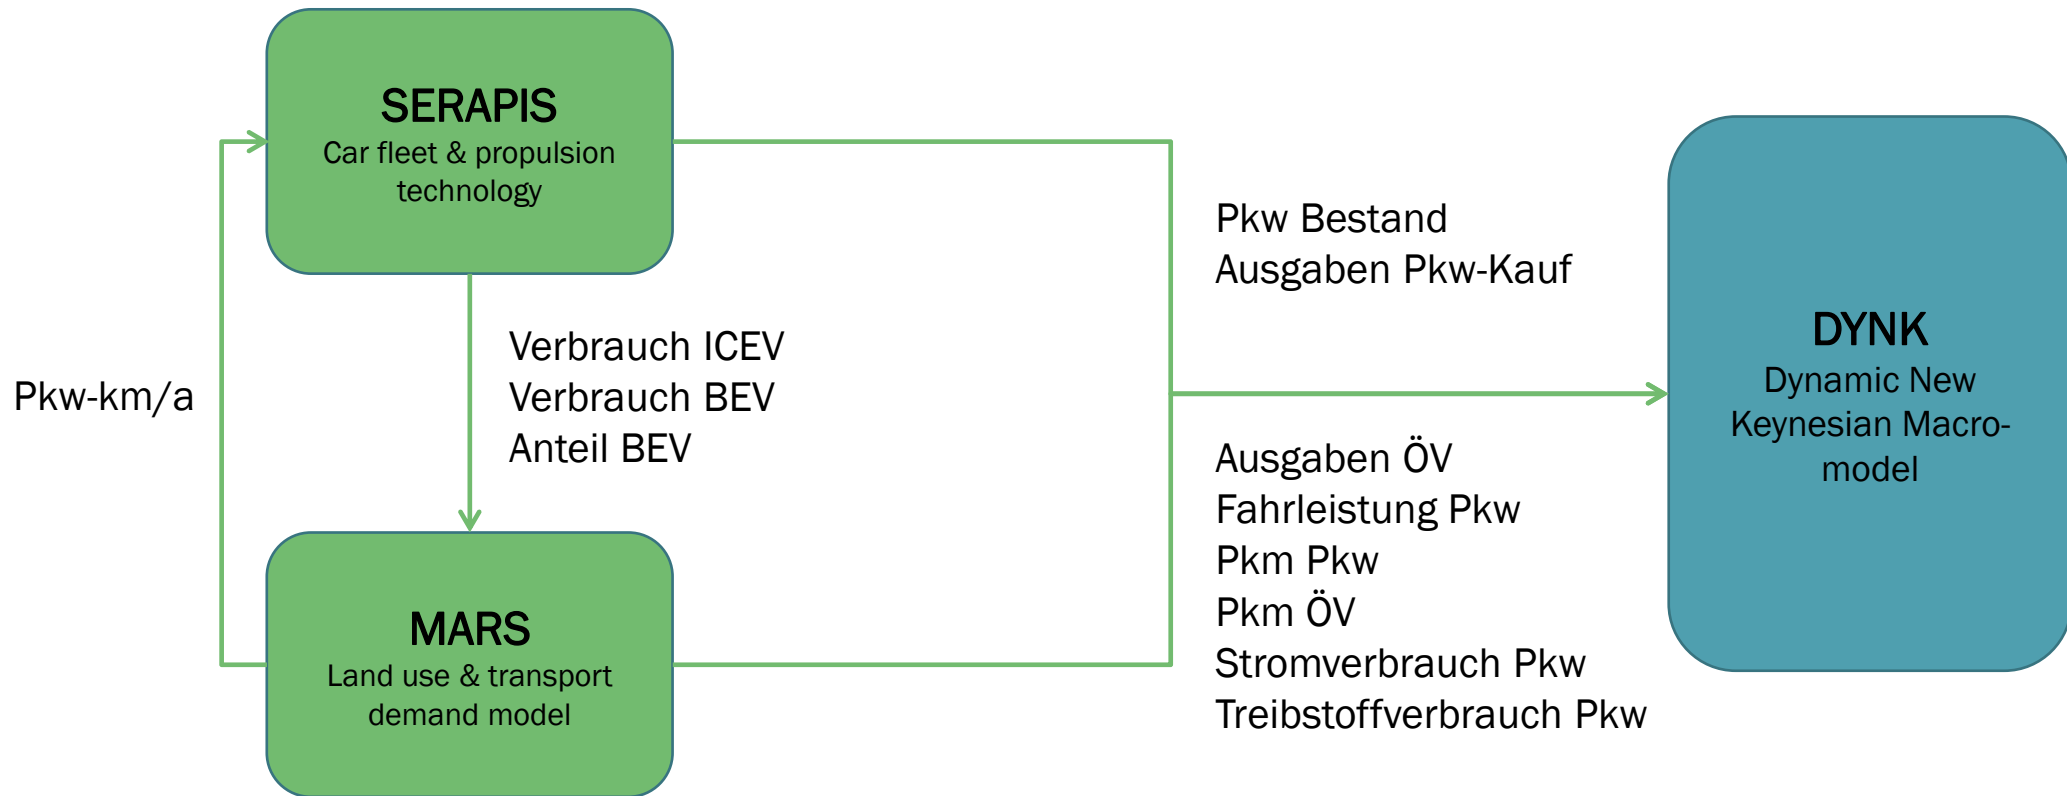 SERAPIS
Car fleet & propulsion
technology
Pkw Bestand
Ausgaben Pkw-Kauf
Verbrauch ICEV
Verbrauch BEV
Anteil BEV
Pkw-km/a
DYNK
Dynamic New
Keynesian Macro-
model
Ausgaben ÖV
Fahrleistung Pkw
Pkm Pkw
Pkm ÖV
Stromverbrauch Pkw
Treibstoffverbrauch Pkw
MARS
Land use & transport
demand model